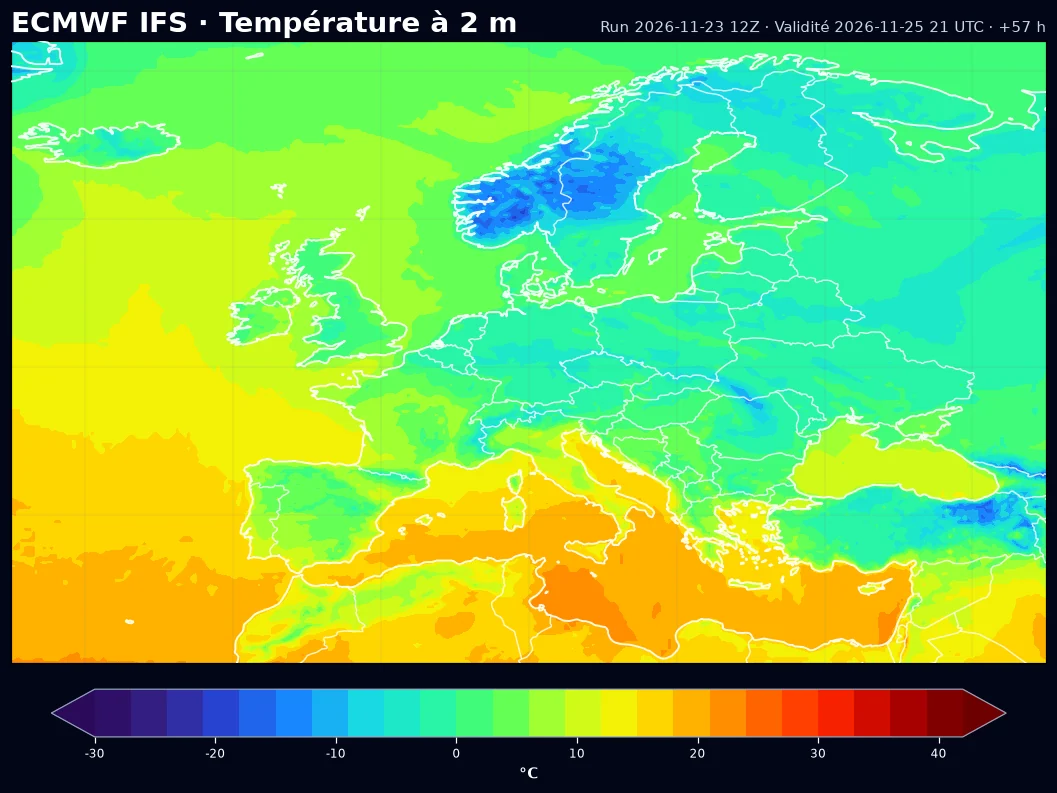 ECMWF IFS · Température à 2 m
Run 2026-11-23 12Z · Validité 2026-11-25 21 UTC · +57 h
-30 -20 -10 0 10 20 30 40
°C